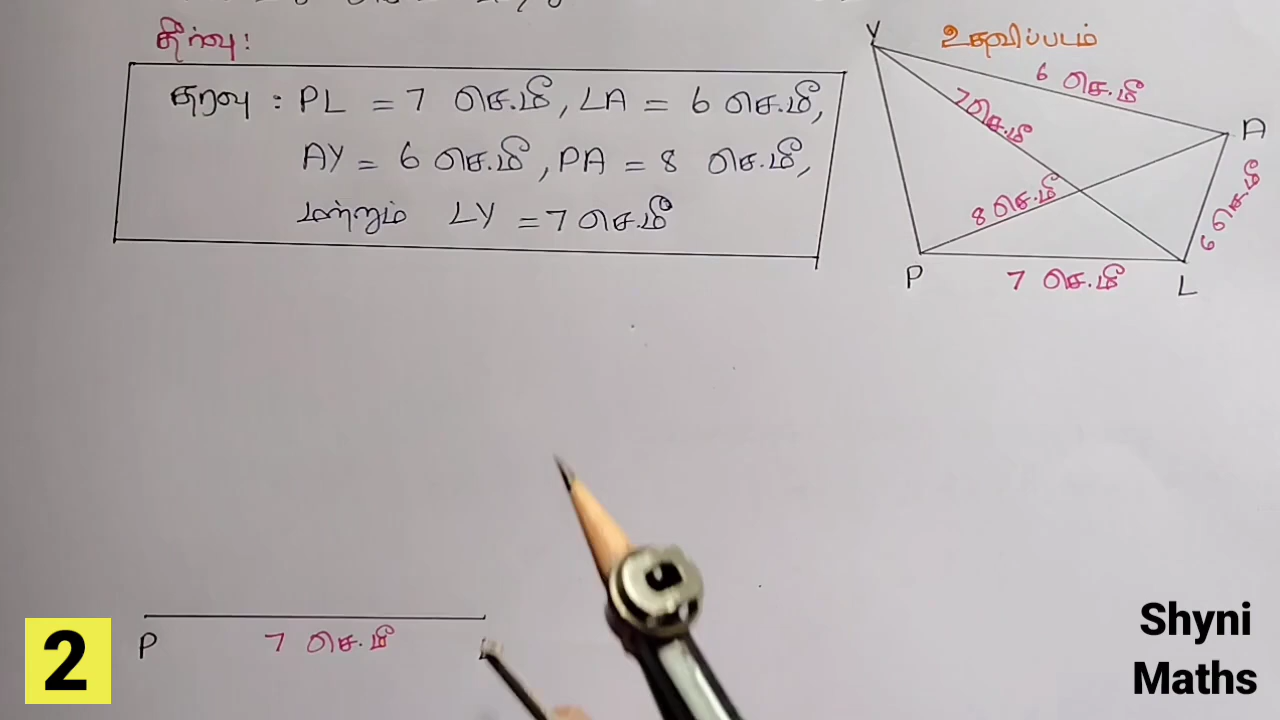 தீர்வு:
தரவு : PL = 7 செ.மீ, LA = 6 செ.மீ,
AY = 6 செ.மீ, PA = 8 செ.மீ,
மற்றும் LY = 7 செ.மீ
உதவிப்படம்
Y
6 செ.மீ
7 செ.மீ
A
8 செ.மீ
6 செ.மீ
P
7 செ.மீ
L
P 7 செ.மீ
2
Shyni
Maths